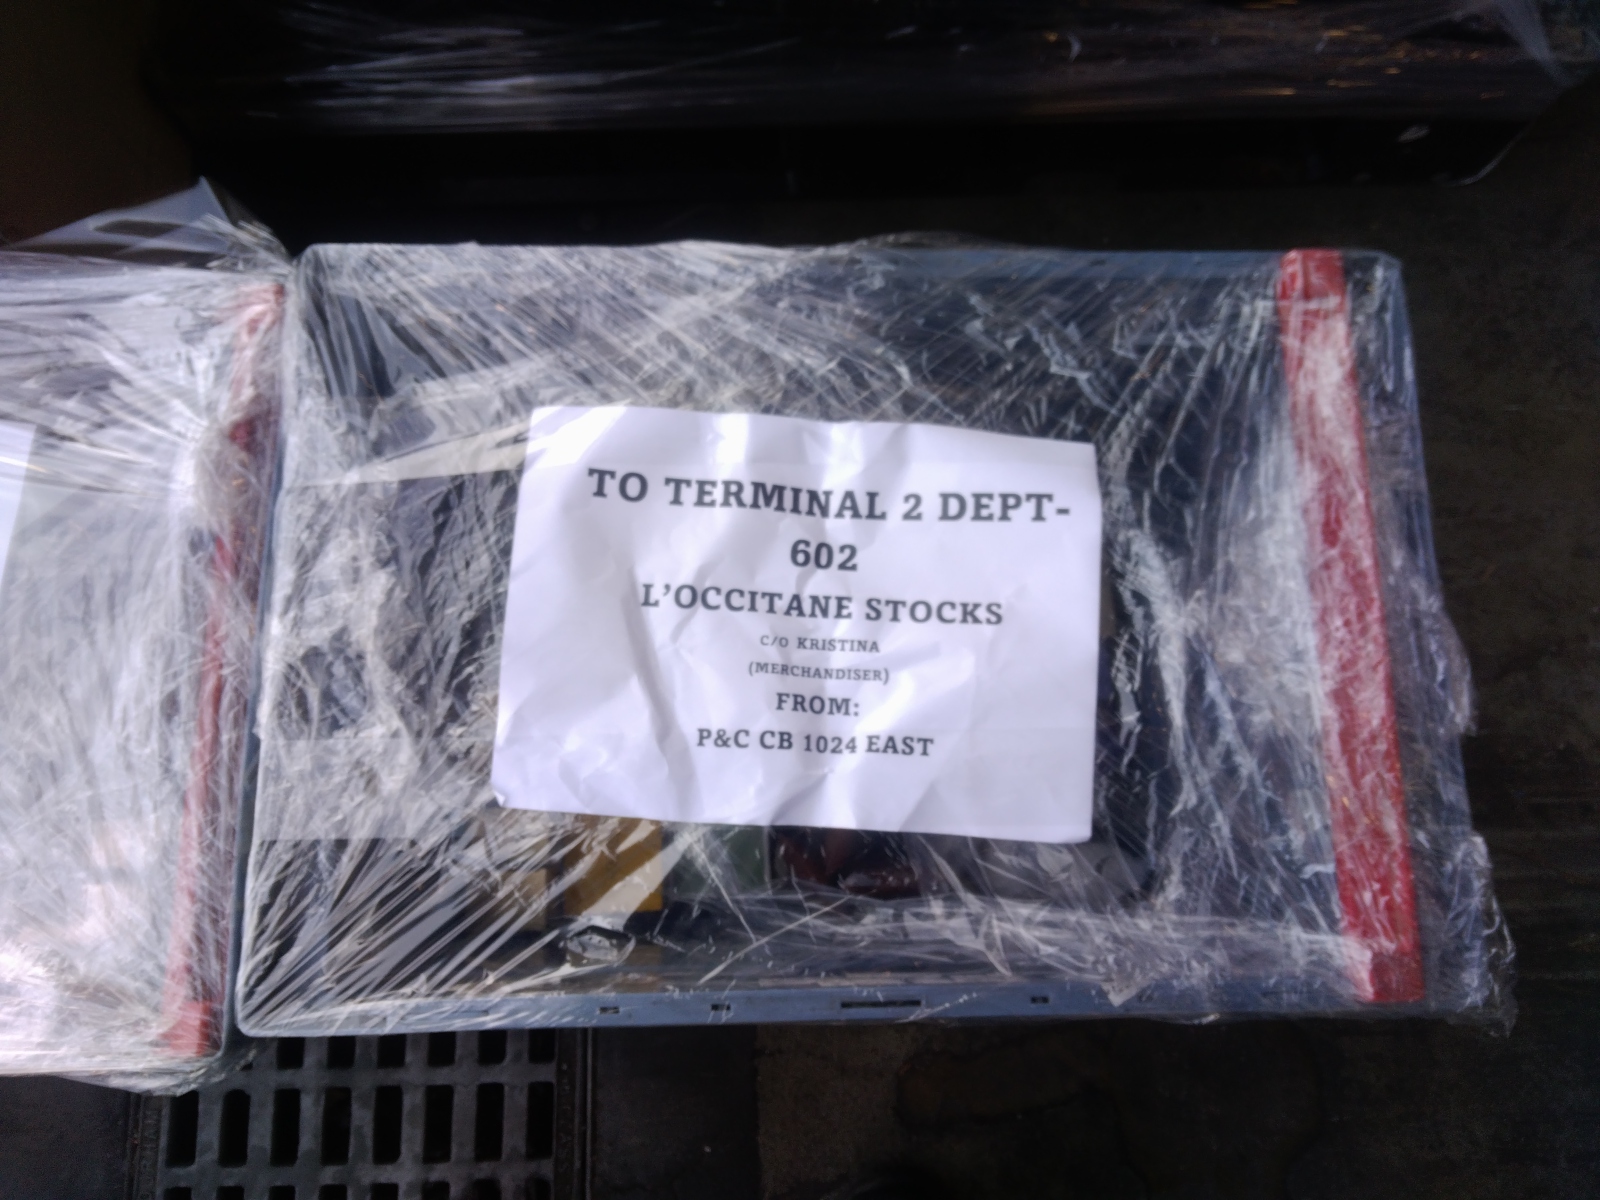 TO TERMINAL 2 DEPT-
602
L'OCCITANE STOCKS
C/O KRISTINA
(MERCHANDISER)
FROM:
P&C CB 1024 EAST